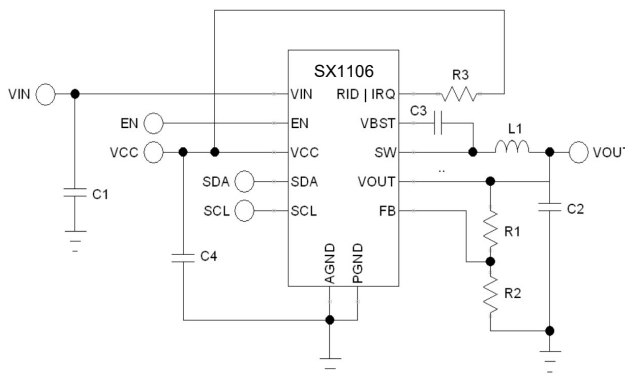 SX1106
VIN
VIN
RID | IRQ
R3
EN
EN
VBST
C3
VCC
VCC
SW
L1
VOUT
SDA
SDA
VOUT
..
SCL
SCL
FB
C1
C4
R1
C2
R2
AGND
PGND